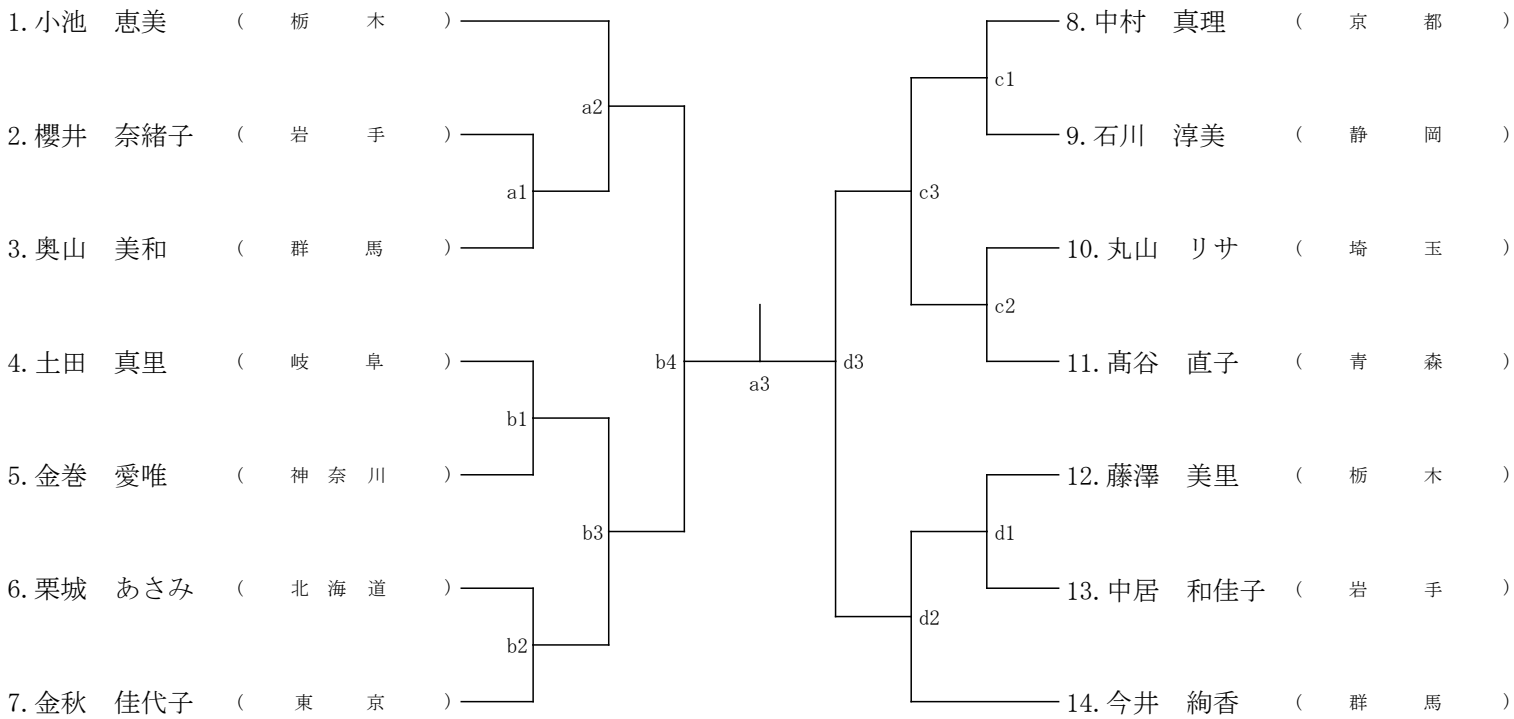 1.小池　恵美　（　栃　木　）
8.中村　真理　（　京　都　）
c1
a2
2.櫻井　奈緒子　（　岩　手　）
9.石川　淳美　（　静　岡　）
a1
c3
3.奥山　美和　（　群　馬　）
10.丸山　リサ　（　埼　玉　）
c2
4.土田　真里　（　岐　阜　）
b4
a3
d3
11.髙谷　直子　（　青　森　）
b1
5.金巻　愛唯　（　神　奈　川　）
12.藤澤　美里　（　栃　木　）
b3
d1
6.栗城　あさみ　（　北　海　道　）
13.中居　和佳子　（　岩　手　）
d2
b2
7.金秋　佳代子　（　東　京　）
14.今井　絢香　（　群　馬　）